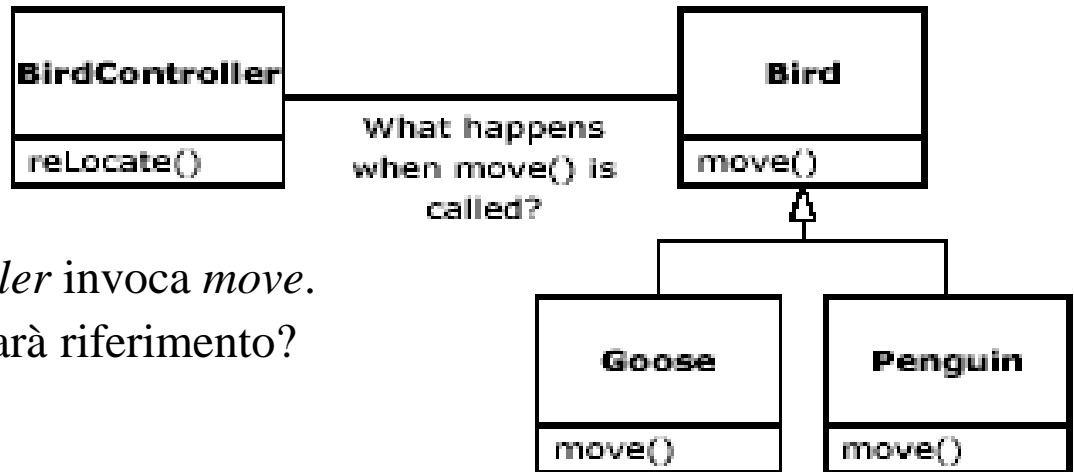 BirdController
reLocate()
What happens
when move() is
called?
Bird
move()
ler invoca move.
arà riferimento?
Goose
move()
Penguin
move()